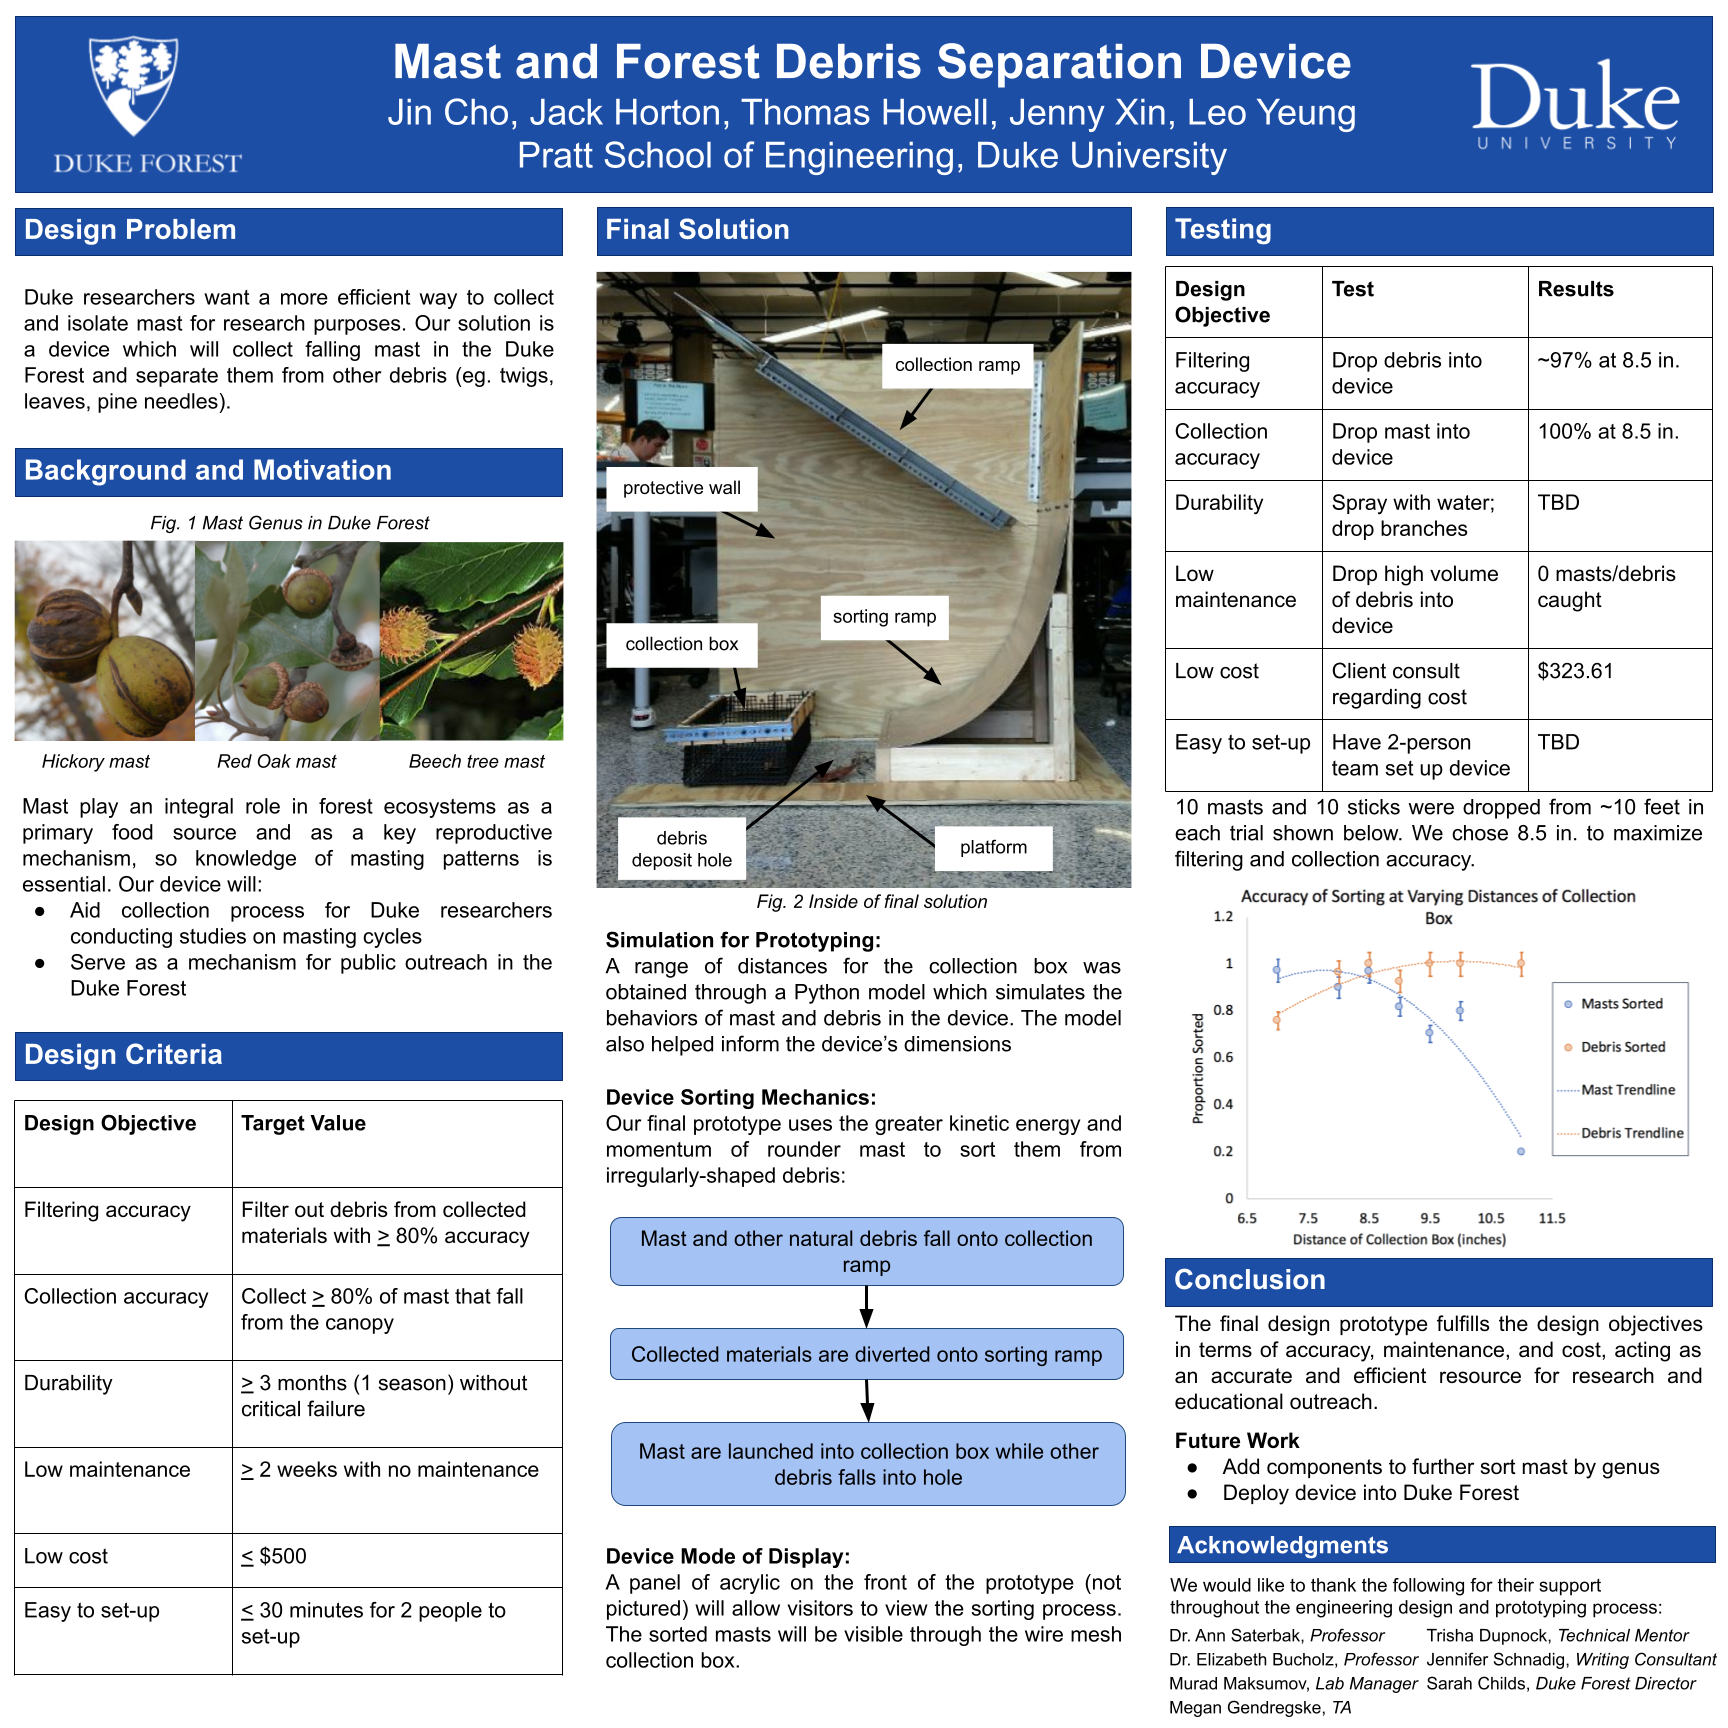 Mast and Forest Debris Separation Device
Jin Cho, Jack Horton, Thomas Howell, Jenny Xin, Leo Yeung
Pratt School of Engineering, Duke University
DUKE FOREST
Duke
UNIVERSITY
Design Problem
Duke researchers want a more efficient way to collect
and isolate mast for research purposes. Our solution is
a device which will collect falling mast in the Duke
Forest and separate them from other debris (eg. twigs,
leaves, pine needles).
Background and Motivation
Fig. 1 Mast Genus in Duke Forest
Hickory mast
Red Oak mast
Beech tree mast
Mast play an integral role in forest ecosystems as a
primary food source and as a key reproductive
mechanism, so knowledge of masting patterns is
essential. Our device will:
● Aid collection process for Duke researchers
conducting studies on masting cycles
● Serve as a mechanism for public outreach in the
Duke Forest
Design Criteria
Design Objective
Target Value
Filtering accuracy
Filter out debris from collected
materials with ≥ 80% accuracy
Collection accuracy
Collect ≥ 80% of mast that fall
from the canopy
Durability
≥ 3 months (1 season) without
critical failure
Low maintenance
≥ 2 weeks with no maintenance
Low cost
≤ $500
Easy to set-up
≤ 30 minutes for 2 people to
set-up
Final Solution
collection ramp
protective wall
sorting ramp
collection box
debris
deposit hole
platform
Fig. 2 Inside of final solution
Simulation for Prototyping:
A range of distances for the collection box was
obtained through a Python model which simulates the
behaviors of mast and debris in the device. The model
also helped inform the device's dimensions
Device Sorting Mechanics:
Our final prototype uses the greater kinetic energy and
momentum of rounder mast to sort them from
irregularly-shaped debris:
Mast and other natural debris fall onto collection
ramp
Collected materials are diverted onto sorting ramp
Mast are launched into collection box while other
debris falls into hole
Device Mode of Display:
A panel of acrylic on the front of the prototype (not
pictured) will allow visitors to view the sorting process.
The sorted masts will be visible through the wire mesh
collection box.
Testing
Design
Objective
Test
Results
Filtering
accuracy
Drop debris into
device
~97% at 8.5 in.
Collection
accuracy
Drop mast into
device
100% at 8.5 in.
Durability
Spray with water;
drop branches
TBD
Low
maintenance
Drop high volume
of debris into
device
0 masts/debris
caught
Low cost
Client consult
regarding cost
$323.61
Easy to set-up
Have 2-person
team set up device
TBD
10 masts and 10 sticks were dropped from ~10 feet in
each trial shown below. We chose 8.5 in. to maximize
filtering and collection accuracy.
Accuracy of Sorting at Varying Distances of Collection
Box
Proportion Sorted
1.2
1
0.8
0.6
0.4
0.2
0
6.5 7.5 8.5 9.5 10.5 11.5
Distance of Collection Box (inches)
Masts Sorted
Debris Sorted
Mast Trendline
Debris Trendline
Conclusion
The final design prototype fulfills the design objectives
in terms of accuracy, maintenance, and cost, acting as
an accurate and efficient resource for research and
educational outreach.
Future Work
● Add components to further sort mast by genus
● Deploy device into Duke Forest
Acknowledgments
We would like to thank the following for their support
throughout the engineering design and prototyping process:
Dr. Ann Saterbak, Professor
Dr. Elizabeth Bucholz, Professor
Murad Maksumov, Lab Manager
Megan Gendregske, TA
Trisha Dupnock, Technical Mentor
Jennifer Schnadig, Writing Consultant
Sarah Childs, Duke Forest Director